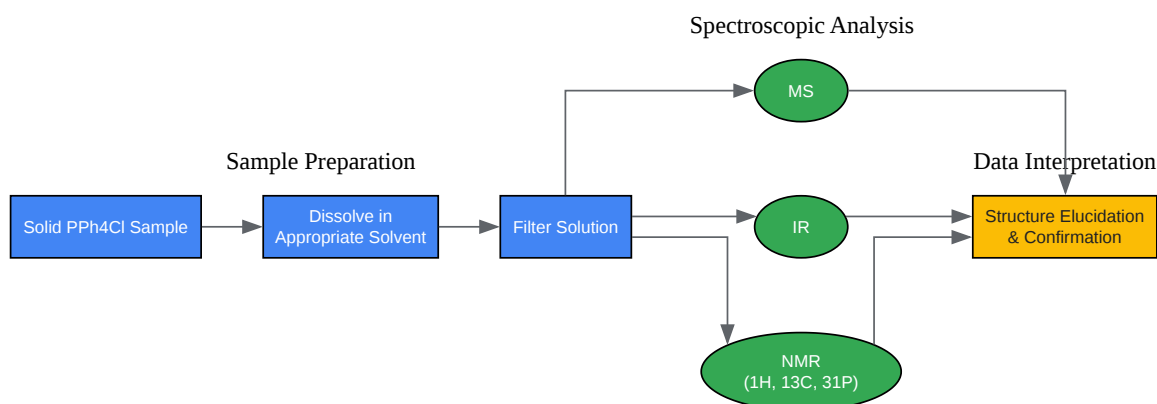 Spectroscopic Analysis
MS
Sample Preparation
Data Interpretation
Solid PPh4Cl Sample
Dissolve in
Appropriate Solvent
Filter Solution
IR
Structure Elucidation
& Confirmation
NMR
(1H, 13C, 31P)